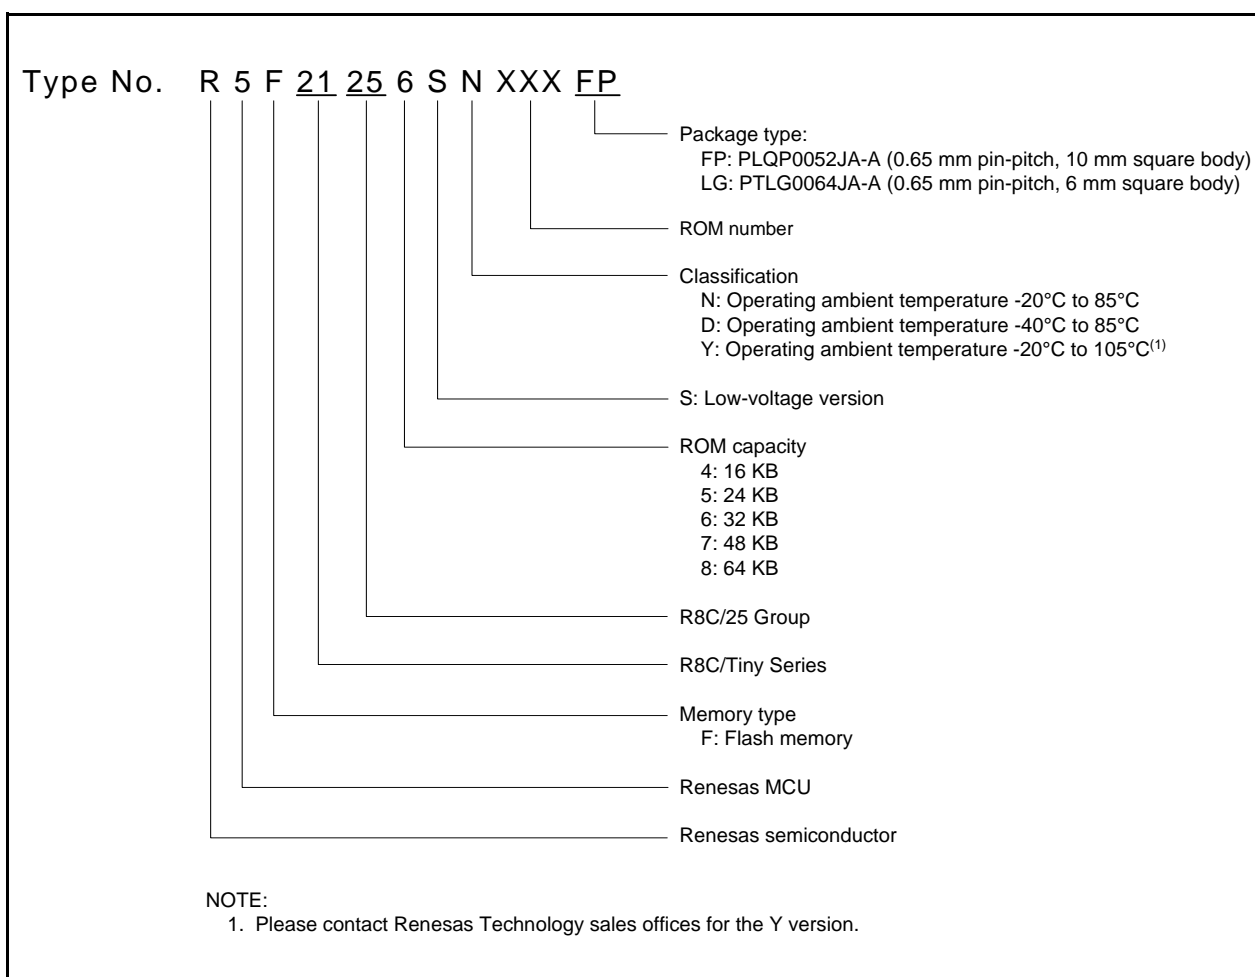 Type No. R 5 F 21 25 6 S N XXX FP
Package type:
FP: PLQP0052JA-A (0.65 mm pin-pitch, 10 mm square body)
LG: PTLG0064JA-A (0.65 mm pin-pitch, 6 mm square body)
ROM number
Classification
N: Operating ambient temperature -20°C to 85°C
D: Operating ambient temperature -40°C to 85°C
Y: Operating ambient temperature -20°C to 105°C(1)
S: Low-voltage version
ROM capacity
4: 16 KB
5: 24 KB
6: 32 KB
7: 48 KB
8: 64 KB
R8C/25 Group
R8C/Tiny Series
Memory type
F: Flash memory
Renesas MCU
Renesas semiconductor
NOTE:
1. Please contact Renesas Technology sales offices for the Y version.